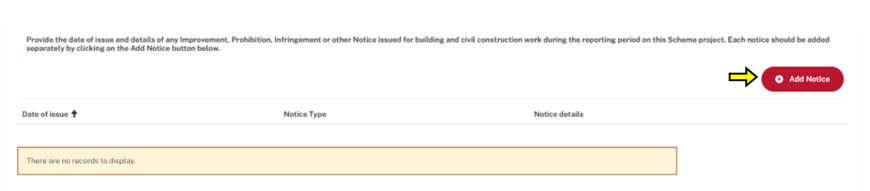 Provide the date of issue and details of any Improvement, Prohibition, Infringement or other Notice issued for building and civil construction work during the reporting period on this Scheme project. Each notice should be added
separately by clicking on the Add Notice button below.
Add Notice
Date of issue Notice Type Notice details
There are no records to display.